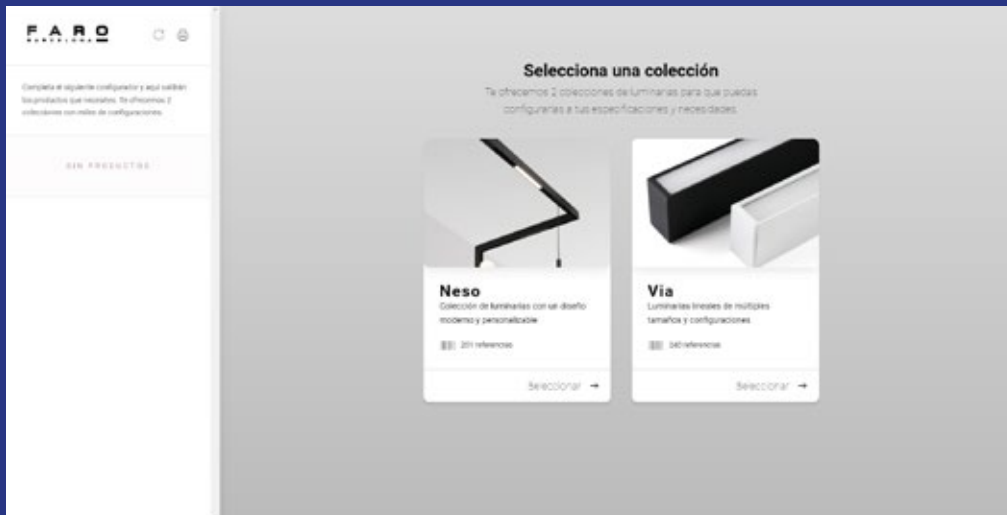 FARO
BARCELONA
Completa el siguiente configurador y aquí saldrán
los productos que necesites. Te ofrecemos 2
colecciones con miles de configuraciones.
SIN PRODUCTOS
Selecciona una colección
Te ofrecemos 2 colecciones de luminarias para que puedas
configurarlas a tus especificaciones y necesidades.
Neso
Colección de luminarias con un diseño
moderno y personalizable
201 referencias
Seleccionar →
Via
Luminarias lineales de múltiples
tamaños y configuraciones
240 referencias
Seleccionar →